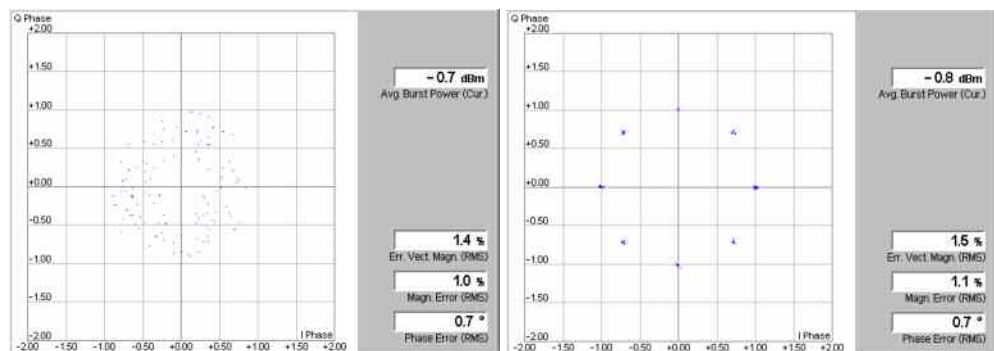 Q Phase
+2.00
+1.50
+1.00
+0.50
+0.00
-0.50
-1.00
-1.50
-2.00
I Phase
-2.00 -1.50 -1.00 -0.50 +0.00 +0.50 +1.00 +1.50 +2.00
-0.7 dBm
Avg. Burst Power (Cur.)
1.4 %
Err. Vect. Magn. (RMS)
1.0 %
Magn. Error (RMS)
0.7 °
Phase Error (RMS)
Q Phase
+2.00
+1.50
+1.00
+0.50
+0.00
-0.50
-1.00
-1.50
-2.00
I Phase
-2.00 -1.50 -1.00 -0.50 +0.00 +0.50 +1.00 +1.50 +2.00
-0.8 dBm
Avg. Burst Power (Cur.)
1.5 %
Err. Vect. Magn. (RMS)
1.1 %
Magn. Error (RMS)
0.7 °
Phase Error (RMS)